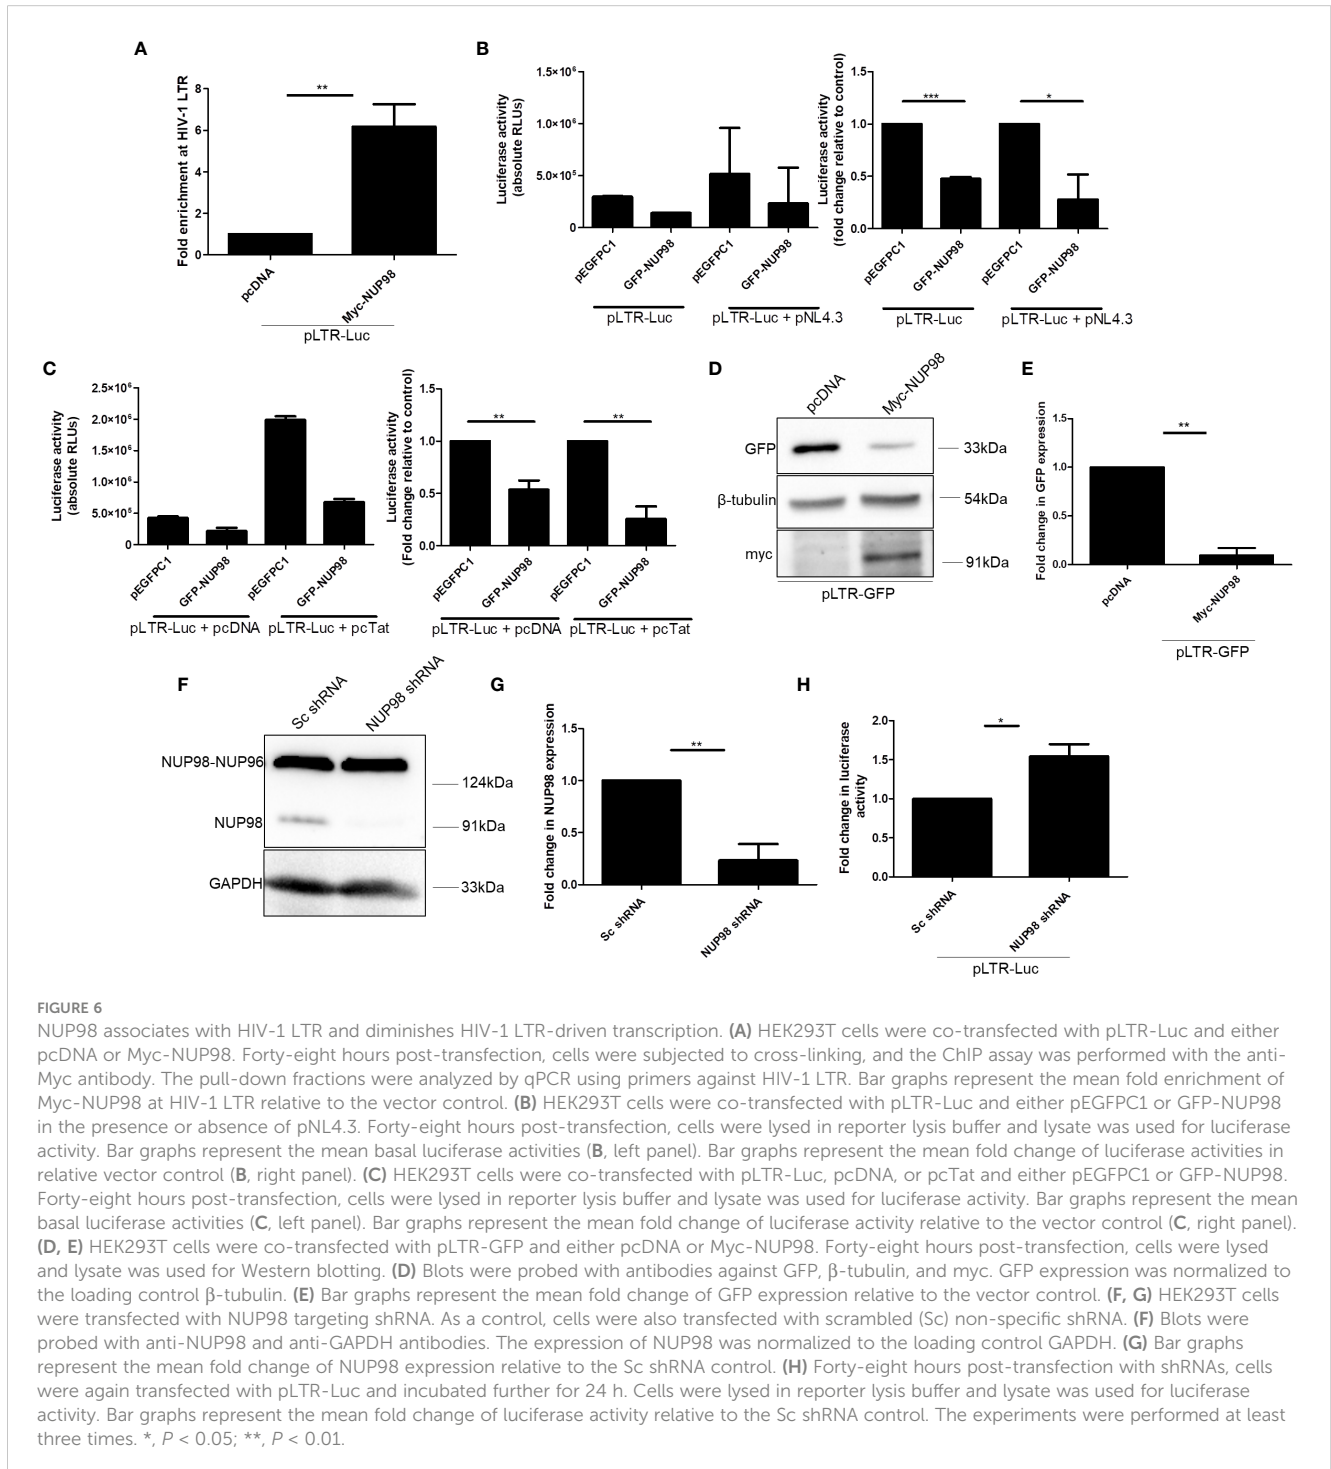 A
Fold enrichment at HIV-1 LTR
8
6
4
2
0
**
pcDNA
Myc-NUP98
pLTR-Luc
B
Luciferase activity
(absolute RLUs)
1.5×10⁶
1.0×10⁶
5.0×10⁵
0
pEGFPC1
GFP-NUP98
pEGFPC1
GFP-NUP98
pLTR-Luc
pLTR-Luc + pNL4.3
Luciferase activity
(fold change relative to control)
1.5
1.0
0.5
0.0
***
*
pEGFPC1
GFP-NUP98
pEGFPC1
GFP-NUP98
pLTR-Luc
pLTR-Luc + pNL4.3
C
Luciferase activity
(absolute RLUs)
2.5×10⁶
2.0×10⁶
1.5×10⁶
1.0×10⁶
5.0×10⁵
0
pEGFPC1
GFP-NUP98
pEGFPC1
GFP-NUP98
pLTR-Luc + pcDNA
pLTR-Luc + pcTat
Luciferase activity
(Fold change relative to control)
1.5
1.0
0.5
0.0
**
**
pEGFPC1
GFP-NUP98
pEGFPC1
GFP-NUP98
pLTR-Luc + pcDNA
pLTR-Luc + pcTat
D
pcDNA
Myc-NUP98
GFP
33kDa
β-tubulin
54kDa
myc
91kDa
pLTR-GFP
E
Fold change in GFP expression
1.5
1.0
0.5
0.0
**
pcDNA
Myc-NUP98
pLTR-GFP
F
Sc shRNA
NUP98 shRNA
NUP98-NUP96
124kDa
NUP98
91kDa
GAPDH
33kDa
G
Fold change in NUP98 expression
1.5
1.0
0.5
0.0
**
Sc shRNA
NUP98 shRNA
H
Fold change in luciferase
activity
2.0
1.5
1.0
0.5
0.0
*
Sc shRNA
NUP98 shRNA
pLTR-Luc
FIGURE 6
NUP98 associates with HIV-1 LTR and diminishes HIV-1 LTR-driven transcription. (A) HEK293T cells were co-transfected with pLTR-Luc and either
pcDNA or Myc-NUP98. Forty-eight hours post-transfection, cells were subjected to cross-linking, and the ChIP assay was performed with the anti-
Myc antibody. The pull-down fractions were analyzed by qPCR using primers against HIV-1 LTR. Bar graphs represent the mean fold enrichment of
Myc-NUP98 at HIV-1 LTR relative to the vector control. (B) HEK293T cells were co-transfected with pLTR-Luc and either pEGFPC1 or GFP-NUP98
in the presence or absence of pNL4.3. Forty-eight hours post-transfection, cells were lysed in reporter lysis buffer and lysate was used for luciferase
activity. Bar graphs represent the mean basal luciferase activities (B, left panel). Bar graphs represent the mean fold change of luciferase activities in
relative vector control (B, right panel). (C) HEK293T cells were co-transfected with pLTR-Luc, pcDNA, or pcTat and either pEGFPC1 or GFP-NUP98.
Forty-eight hours post-transfection, cells were lysed in reporter lysis buffer and lysate was used for luciferase activity. Bar graphs represent the mean
basal luciferase activities (C, left panel). Bar graphs represent the mean fold change of luciferase activity relative to the vector control (C, right panel).
(D, E) HEK293T cells were co-transfected with pLTR-GFP and either pcDNA or Myc-NUP98. Forty-eight hours post-transfection, cells were lysed
and lysate was used for Western blotting. (D) Blots were probed with antibodies against GFP, β-tubulin, and myc. GFP expression was normalized to
the loading control β-tubulin. (E) Bar graphs represent the mean fold change of GFP expression relative to the vector control. (F, G) HEK293T cells
were transfected with NUP98 targeting shRNA. As a control, cells were also transfected with scrambled (Sc) non-specific shRNA. (F) Blots were
probed with anti-NUP98 and anti-GAPDH antibodies. The expression of NUP98 was normalized to the loading control GAPDH. (G) Bar graphs
represent the mean fold change of NUP98 expression relative to the Sc shRNA control. (H) Forty-eight hours post-transfection with shRNAs, cells
were again transfected with pLTR-Luc and incubated further for 24 h. Cells were lysed in reporter lysis buffer and lysate was used for luciferase
activity. Bar graphs represent the mean fold change of luciferase activity relative to the Sc shRNA control. The experiments were performed at least
three times. *, P < 0.05; **, P < 0.01.